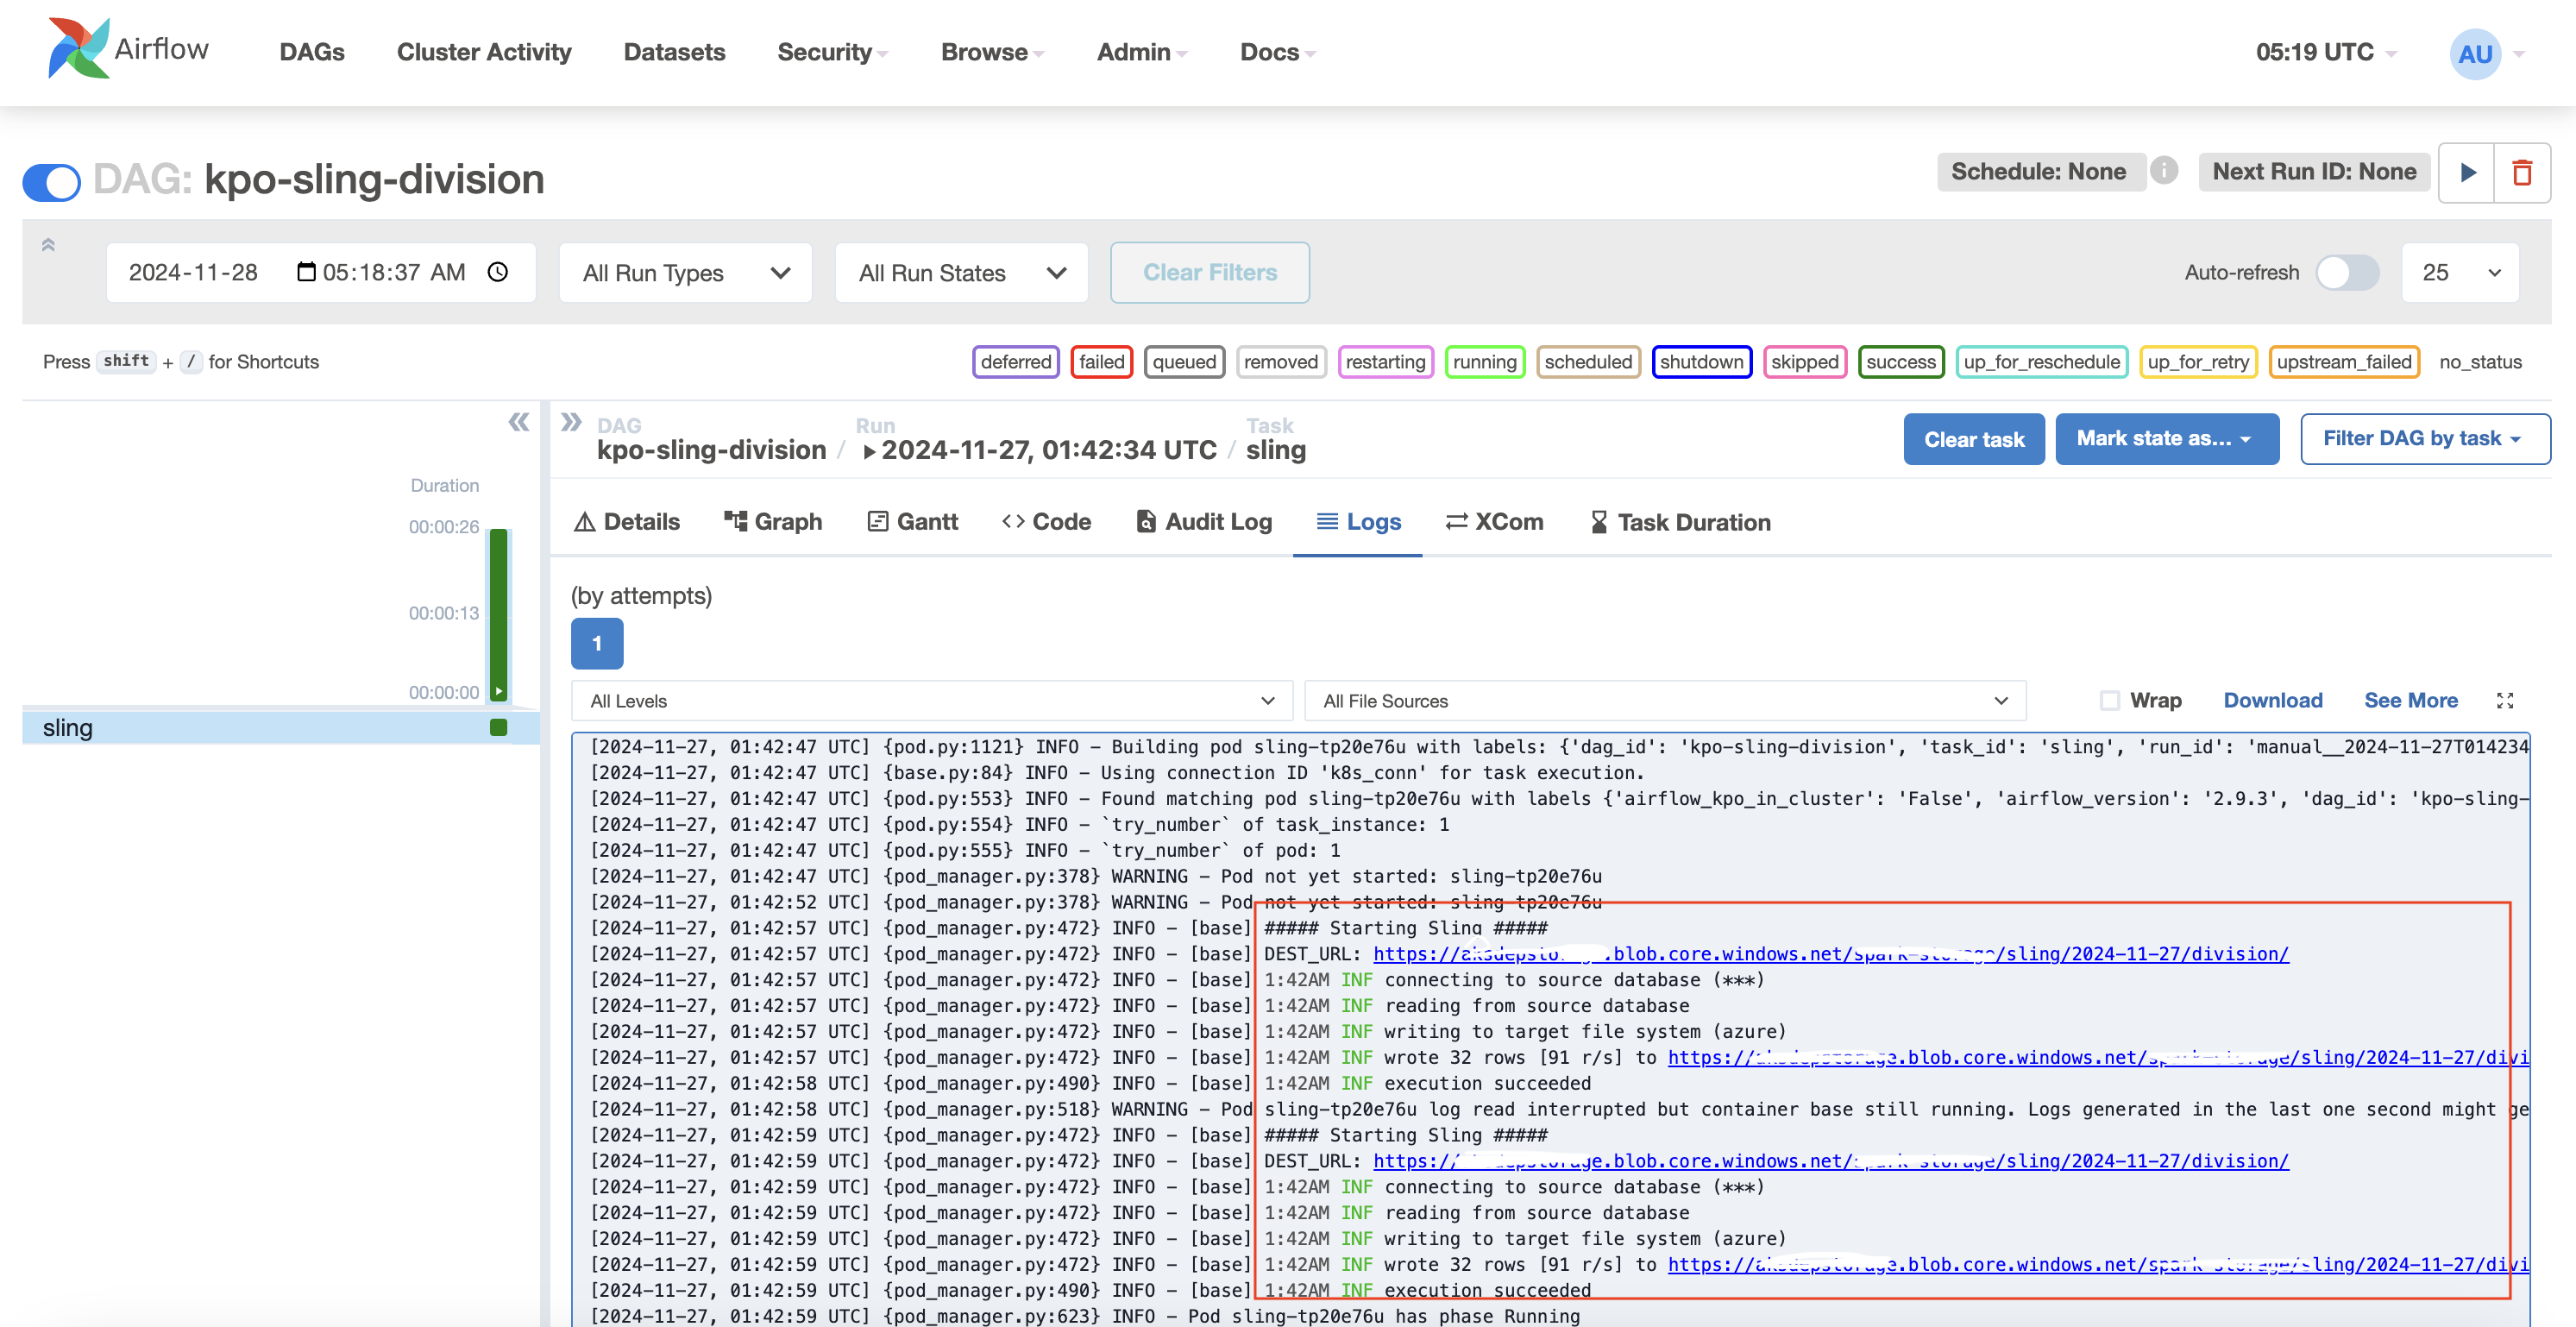 Airflow DAGs Cluster Activity Datasets Security Browse Admin Docs 05:19 UTC AU
DAG: kpo-sling-division Schedule: None i Next Run ID: None
2024-11-28 05:18:37 AM All Run Types All Run States Clear Filters Auto-refresh 25
Press shift + / for Shortcuts deferred failed queued removed restarting running scheduled shutdown skipped success up_for_reschedule up_for_retry upstream_failed no_status
DAG Run Task
kpo-sling-division / 2024-11-27, 01:42:34 UTC / sling Clear task Mark state as... Filter DAG by task
Duration
00:00:26
00:00:13
00:00:00
sling
Details Graph Gantt Code Audit Log Logs XCom Task Duration
(by attempts)
1
All Levels All File Sources Wrap Download See More
[2024-11-27, 01:42:47 UTC] {pod.py:1121} INFO - Building pod sling-tp20e76u with labels: {'dag_id': 'kpo-sling-division', 'task_id': 'sling', 'run_id': 'manual__2024-11-27T014234
[2024-11-27, 01:42:47 UTC] {base.py:84} INFO - Using connection ID 'k8s_conn' for task execution.
[2024-11-27, 01:42:47 UTC] {pod.py:553} INFO - Found matching pod sling-tp20e76u with labels {'airflow_kpo_in_cluster': 'False', 'airflow_version': '2.9.3', 'dag_id': 'kpo-sling-
[2024-11-27, 01:42:47 UTC] {pod.py:554} INFO - `try_number` of task_instance: 1
[2024-11-27, 01:42:47 UTC] {pod.py:555} INFO - `try_number` of pod: 1
[2024-11-27, 01:42:47 UTC] {pod_manager.py:378} WARNING - Pod not yet started: sling-tp20e76u
[2024-11-27, 01:42:52 UTC] {pod_manager.py:378} WARNING - Pod not yet started: sling-tp20e76u
[2024-11-27, 01:42:57 UTC] {pod_manager.py:472} INFO - [base] ##### Starting Sling #####
[2024-11-27, 01:42:57 UTC] {pod_manager.py:472} INFO - [base] DEST_URL: https:// .blob.core.windows.net/ /sling/2024-11-27/division/
[2024-11-27, 01:42:57 UTC] {pod_manager.py:472} INFO - [base] 1:42AM INF connecting to source database (***)
[2024-11-27, 01:42:57 UTC] {pod_manager.py:472} INFO - [base] 1:42AM INF reading from source database
[2024-11-27, 01:42:57 UTC] {pod_manager.py:472} INFO - [base] 1:42AM INF writing to target file system (azure)
[2024-11-27, 01:42:57 UTC] {pod_manager.py:472} INFO - [base] 1:42AM INF wrote 32 rows [91 r/s] to https:// .blob.core.windows.net/ /sling/2024-11-27/divi
[2024-11-27, 01:42:58 UTC] {pod_manager.py:490} INFO - [base] 1:42AM INF execution succeeded
[2024-11-27, 01:42:58 UTC] {pod_manager.py:518} WARNING - Pod sling-tp20e76u log read interrupted but container base still running. Logs generated in the last one second might ge
[2024-11-27, 01:42:59 UTC] {pod_manager.py:472} INFO - [base] ##### Starting Sling #####
[2024-11-27, 01:42:59 UTC] {pod_manager.py:472} INFO - [base] DEST_URL: https:// .blob.core.windows.net/ /sling/2024-11-27/division/
[2024-11-27, 01:42:59 UTC] {pod_manager.py:472} INFO - [base] 1:42AM INF connecting to source database (***)
[2024-11-27, 01:42:59 UTC] {pod_manager.py:472} INFO - [base] 1:42AM INF reading from source database
[2024-11-27, 01:42:59 UTC] {pod_manager.py:472} INFO - [base] 1:42AM INF writing to target file system (azure)
[2024-11-27, 01:42:59 UTC] {pod_manager.py:472} INFO - [base] 1:42AM INF wrote 32 rows [91 r/s] to https:// .blob.core.windows.net/ /sling/2024-11-27/divi
[2024-11-27, 01:42:59 UTC] {pod_manager.py:490} INFO - [base] 1:42AM INF execution succeeded
[2024-11-27, 01:42:59 UTC] {pod_manager.py:623} INFO - Pod sling-tp20e76u has phase Running